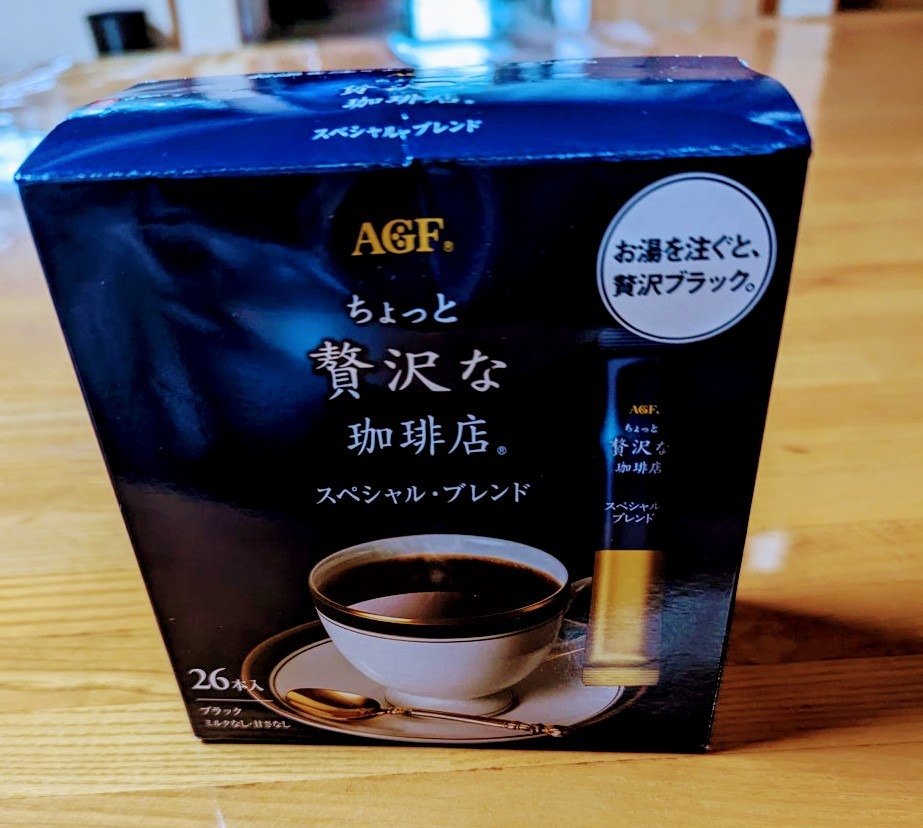 珈琲店®
スペシャル・ブレンド
AGF®
ちょっと
贅沢な
珈琲店®
スペシャル・ブレンド
お湯を注ぐと、
贅沢ブラック。
AGF®
ちょっと
贅沢な
珈琲店
スペシャル
ブレンド
26本入
ブラック
ミルクなし・甘さなし